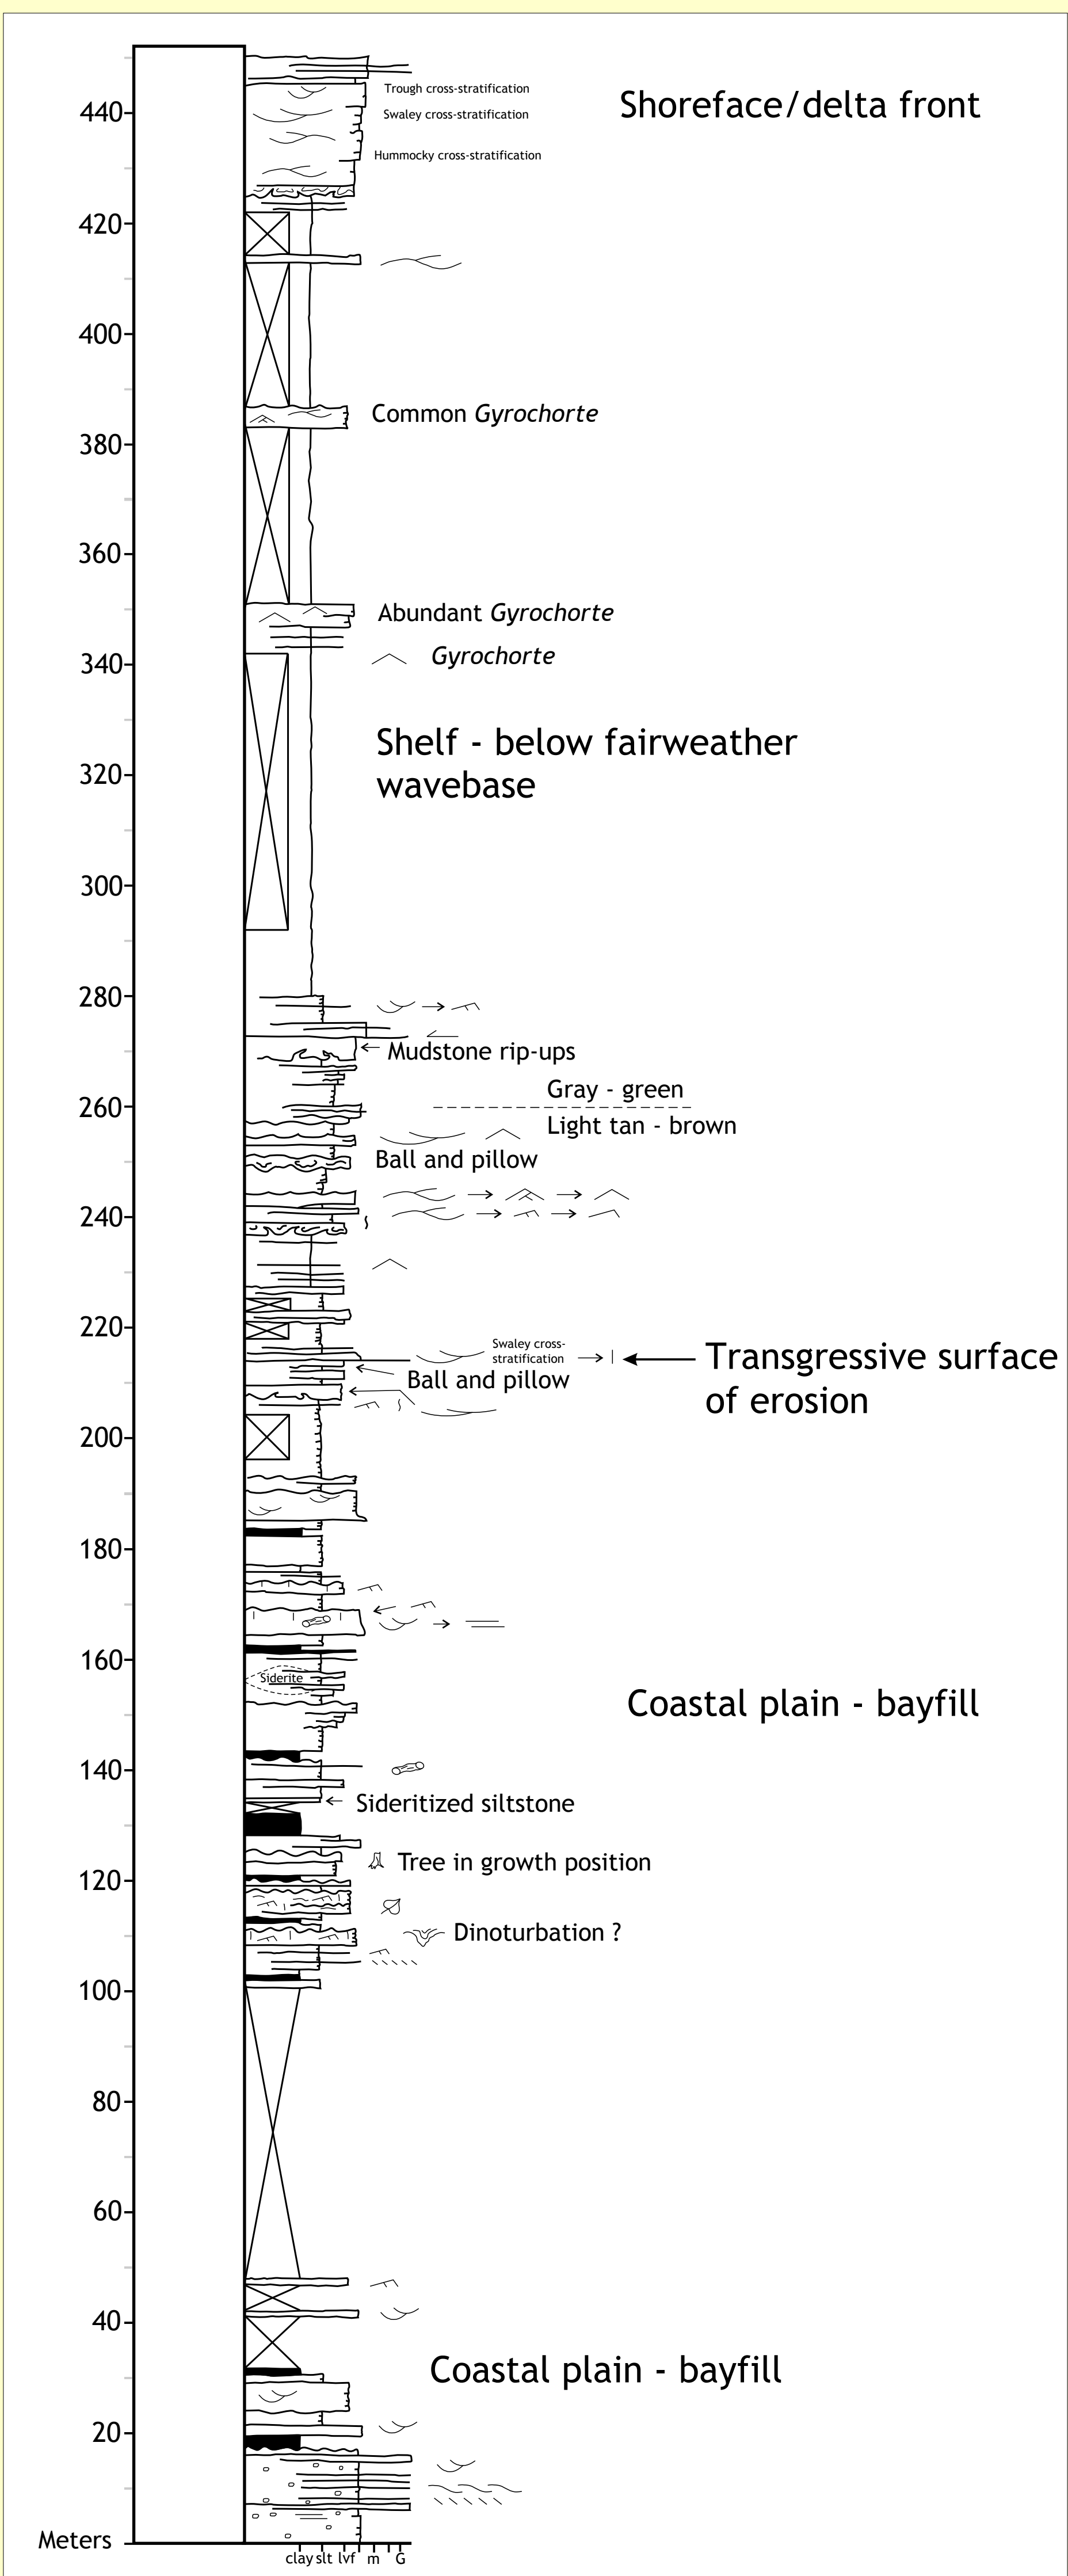 Trough cross-stratification
Shoreface/delta front
440
Swaley cross-stratification
Hummocky cross-stratification
420
400
Common Gyrochorte
380
360
Abundant Gyrochorte
Gyrochorte
340
Shelf - below fairweather
wavebase
320
300
280
Mudstone rip-ups
Gray - green
260
Light tan - brown
Ball and pillow
240
220
Swaley cross-
stratification
Transgressive surface
of erosion
Ball and pillow
200
180
160
Siderite
Coastal plain - bayfill
140
Sideritized siltstone
Tree in growth position
120
Dinoturbation ?
100
80
60
40
Coastal plain - bayfill
20
Meters
clay slt lvf m G